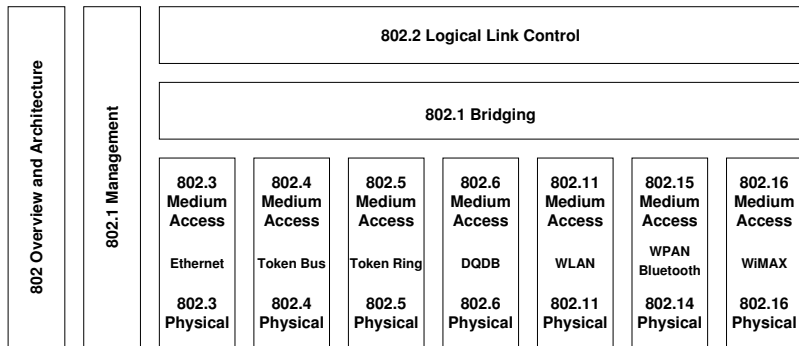 802 Overview and Architecture
802.1 Management
802.2 Logical Link Control
802.1 Bridging
802.3
Medium
Access
Ethernet
802.3
Physical
802.4
Medium
Access
Token Bus
802.4
Physical
802.5
Medium
Access
Token Ring
802.5
Physical
802.6
Medium
Access
DQDB
802.6
Physical
802.11
Medium
Access
WLAN
802.11
Physical
802.15
Medium
Access
WPAN
Bluetooth
802.14
Physical
802.16
Medium
Access
WiMAX
802.16
Physical